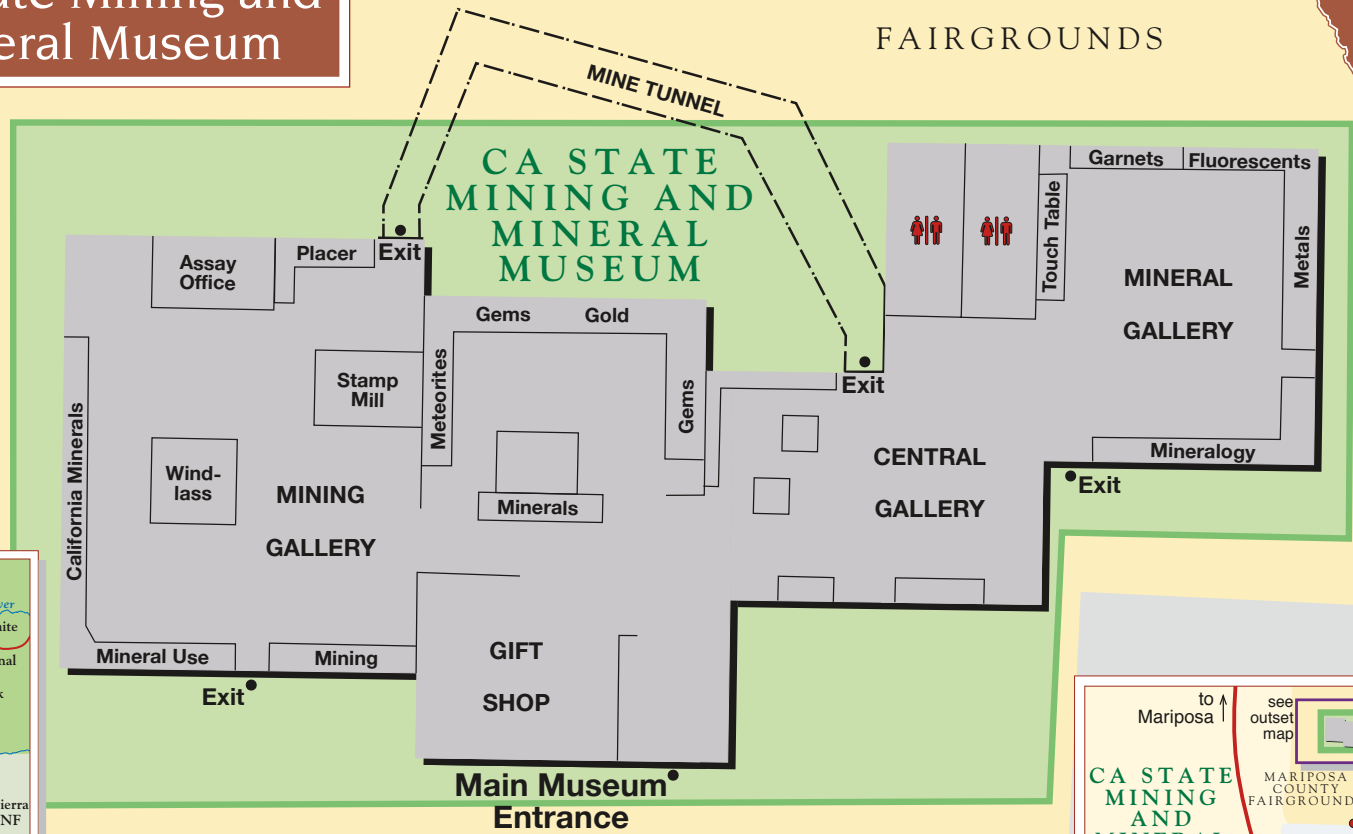 Mining and
Museum
FAIRGROUNDS
MINE TUNNEL
CA STATE
MINING AND
MINERAL
MUSEUM
Garnets
Fluorescents
Touch Table
Metals
MINERAL
GALLERY
Mineralogy
Exit
Assay
Office
Placer
Exit
Gems
Gold
Stamp
Mill
Meteorites
Gems
Exit
California Minerals
Wind-
lass
MINING
GALLERY
Minerals
CENTRAL
GALLERY
Mineral Use
Mining
Exit
GIFT
SHOP
Main Museum
Entrance
NF
to
Mariposa
see
outset
map
CA STATE
MINING
AND
MARIPOSA
COUNTY